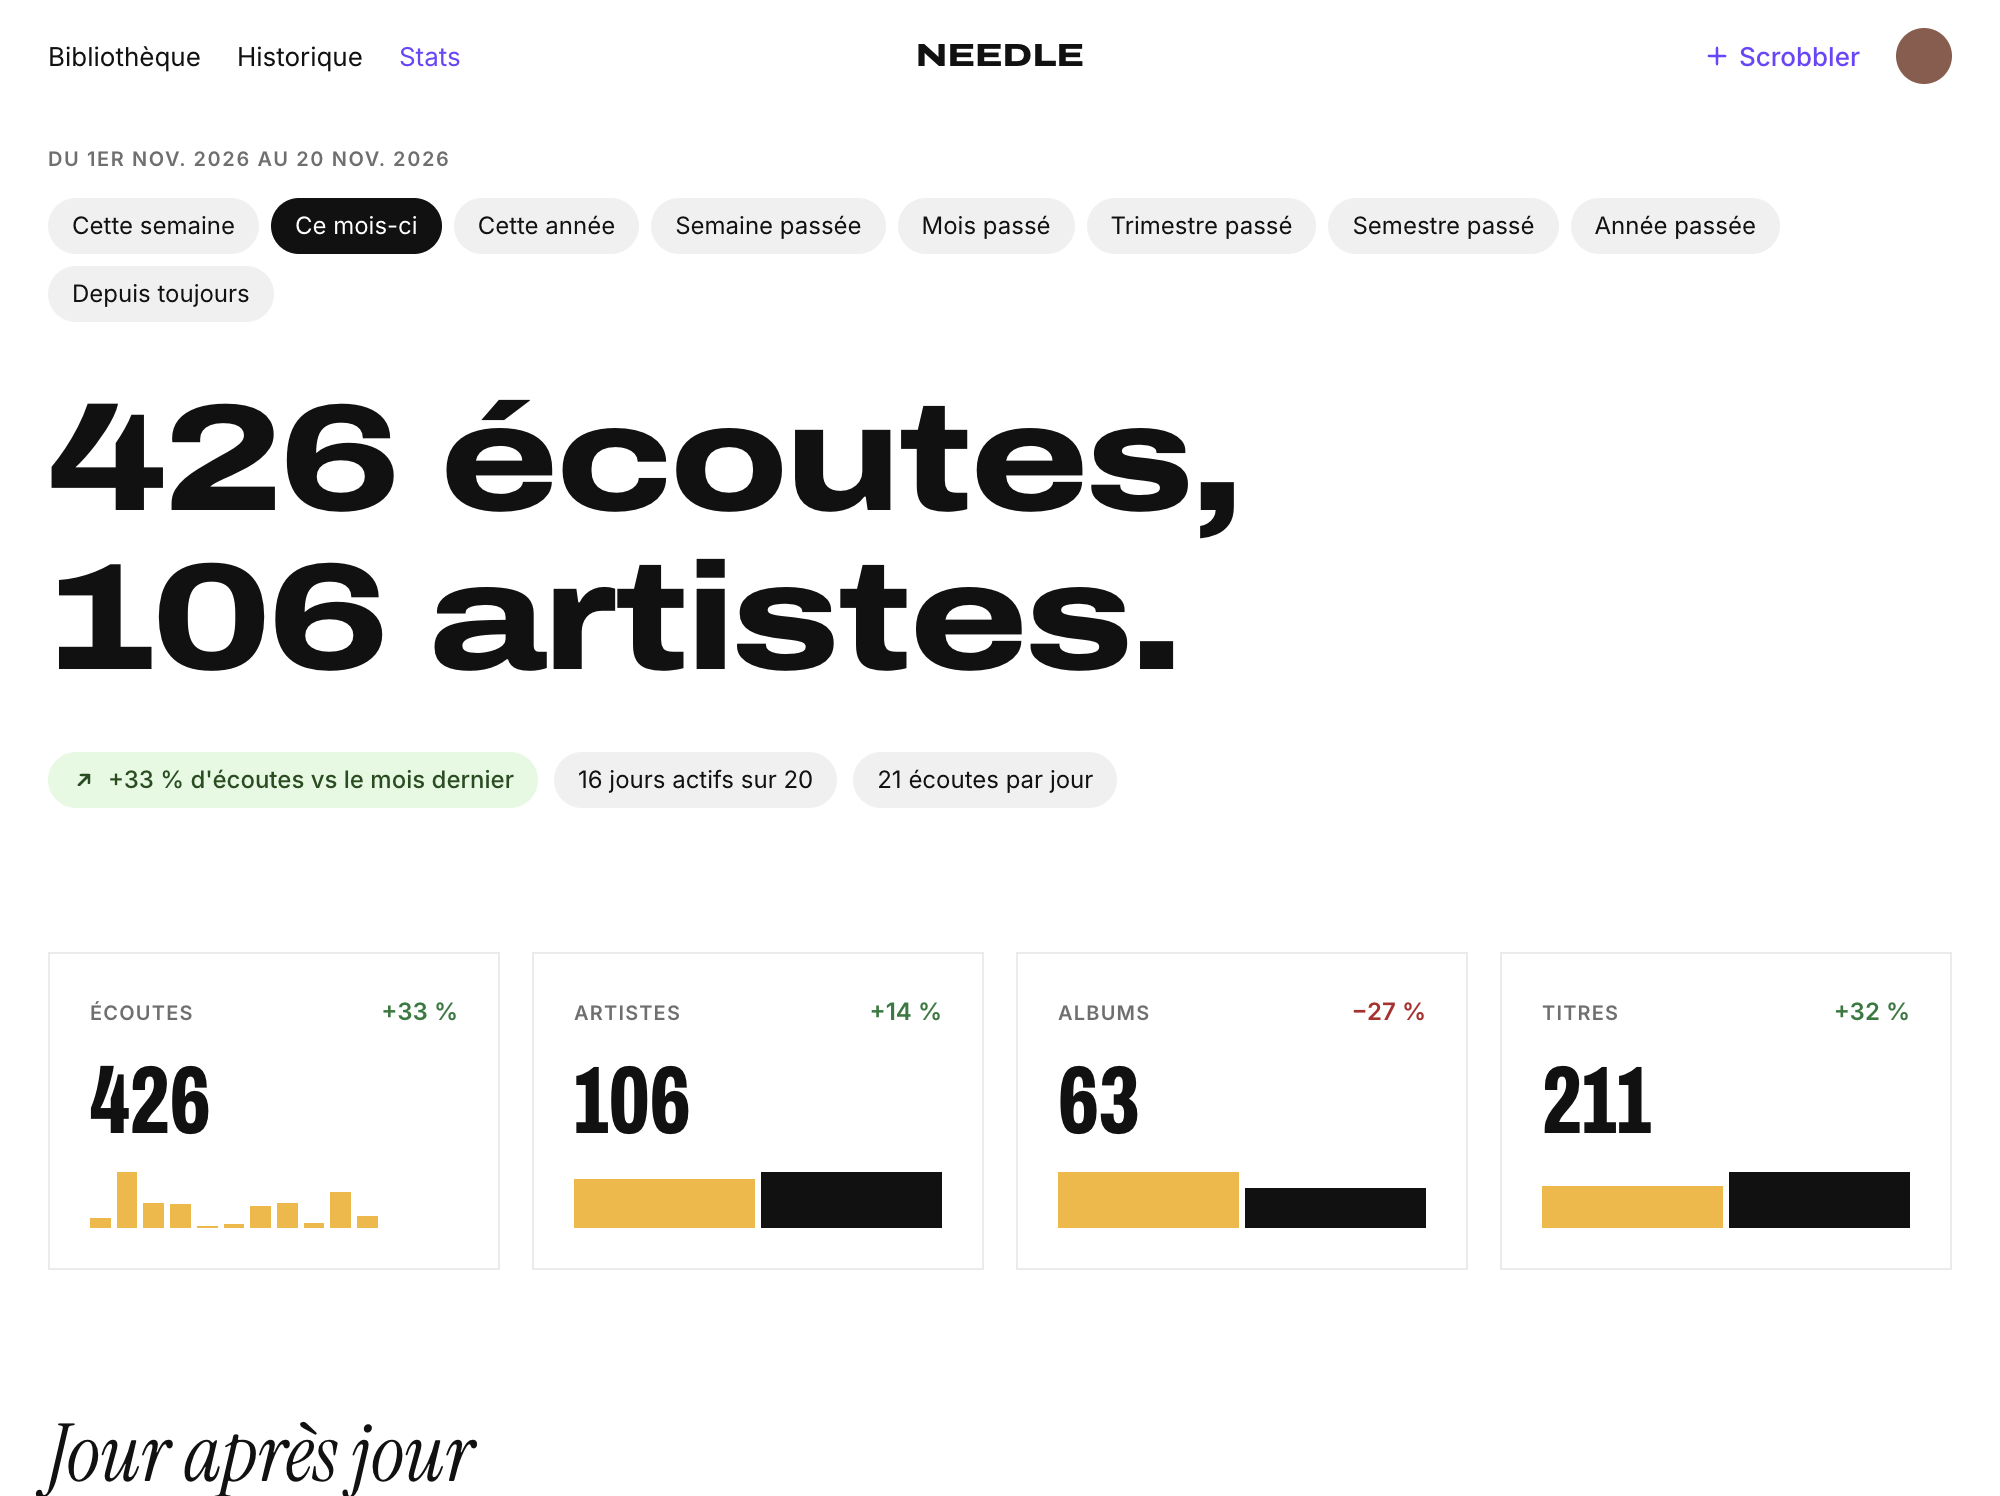 Bibliothèque Historique Stats NEEDLE + Scrobbler
DU 1ER NOV. 2026 AU 20 NOV. 2026
Cette semaine Ce mois-ci Cette année Semaine passée Mois passé Trimestre passé Semestre passé Année passée
Depuis toujours
426 écoutes,
106 artistes.
↗ +33 % d'écoutes vs le mois dernier 16 jours actifs sur 20 21 écoutes par jour
ÉCOUTES +33 % ARTISTES +14 % ALBUMS −27 % TITRES +32 %
426 106 63 211
Jour après jour